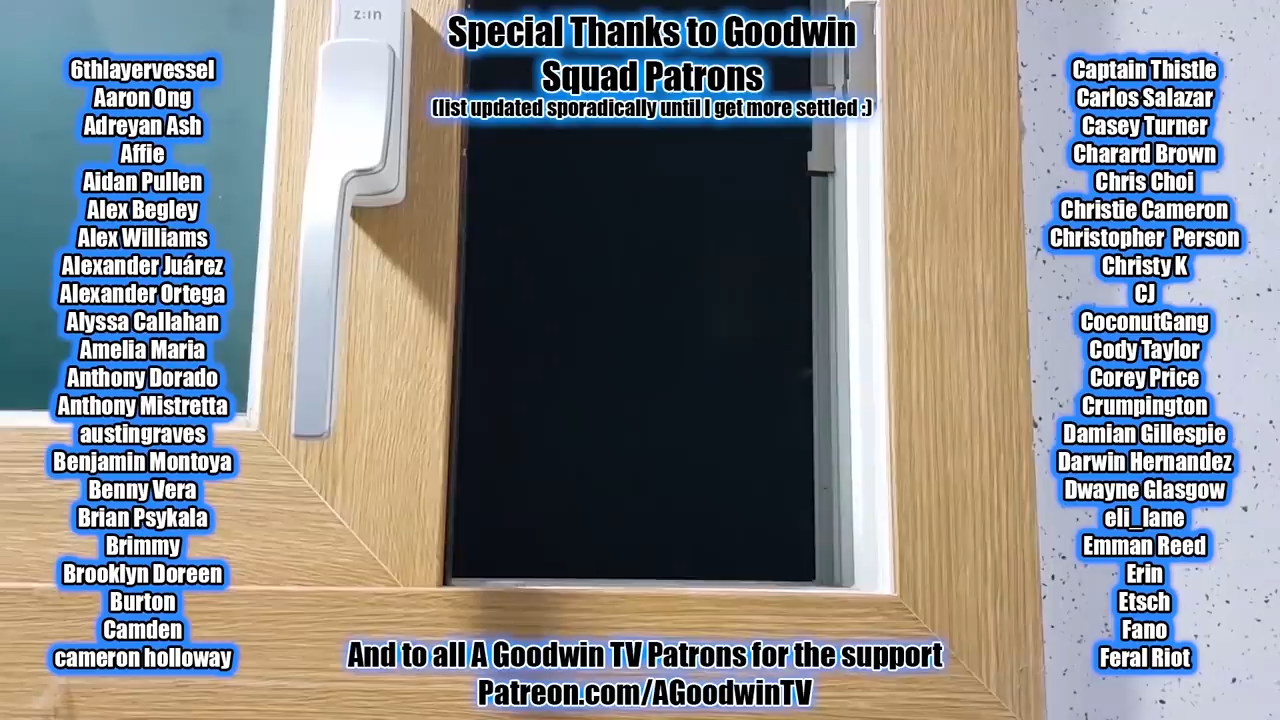 z:in
Special Thanks to Goodwin
Squad Patrons
(list updated sporadically until I get more settled :)
6thlayervessel
Aaron Ong
Adreyan Ash
Affie
Aidan Pullen
Alex Begley
Alex Williams
Alexander Juárez
Alexander Ortega
Alyssa Callahan
Amelia Maria
Anthony Dorado
Anthony Mistretta
austingraves
Benjamin Montoya
Benny Vera
Brian Psykala
Brimmy
Brooklyn Doreen
Burton
Camden
cameron holloway
Captain Thistle
Carlos Salazar
Casey Turner
Charard Brown
Chris Choi
Christie Cameron
Christopher Person
Christy K
CJ
CoconutGang
Cody Taylor
Corey Price
Crumpington
Damian Gillespie
Darwin Hernandez
Dwayne Glasgow
eli_lane
Emman Reed
Erin
Etsch
Fano
Feral Riot
And to all A Goodwin TV Patrons for the support
Patreon.com/AGoodwinTV